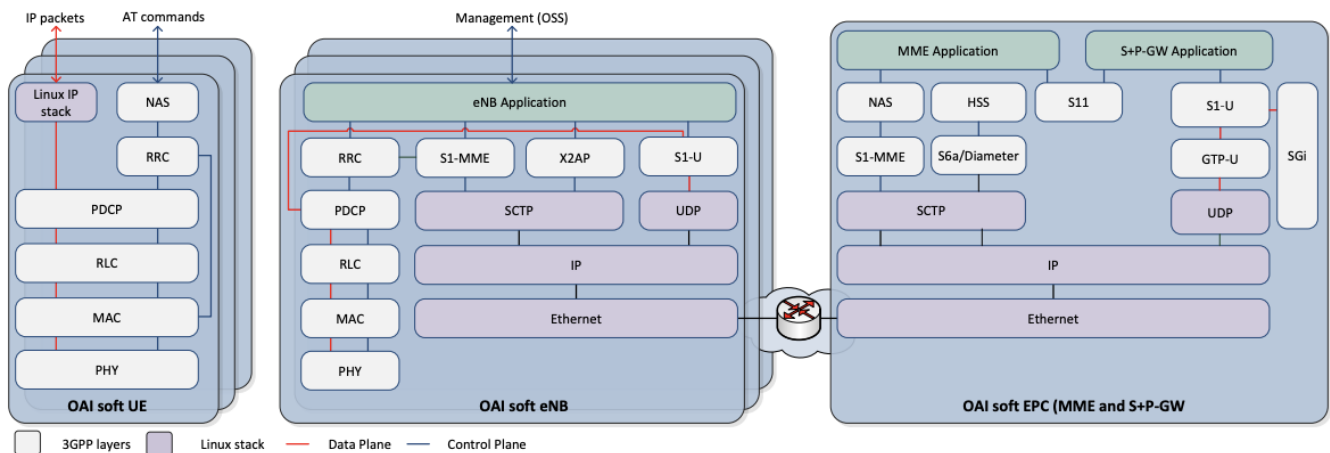 IP packets
AT commands
Linux IP
stack
NAS
RRC
PDCP
RLC
MAC
PHY
OAI soft UE
Management (OSS)
eNB Application
RRC
S1-MME
X2AP
S1-U
PDCP
SCTP
UDP
RLC
IP
MAC
Ethernet
PHY
OAI soft eNB
MME Application
S+P-GW Application
NAS
HSS
S11
S1-U
S1-MME
S6a/Diameter
GTP-U
SGi
SCTP
UDP
IP
Ethernet
OAI soft EPC (MME and S+P-GW
3GPP layers
Linux stack
Data Plane
Control Plane